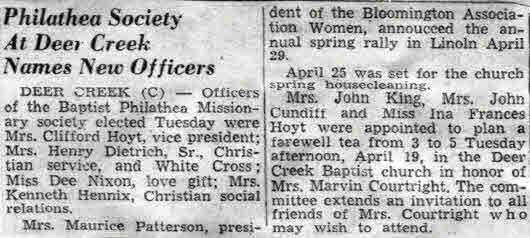 Philathea Society
At Deer Creek
Names New Officers
DEER CREEK (C) — Officers
of the Baptist Philathea Mission-
ary society elected Tuesday were
Mrs. Clifford Hoyt, vice president;
Mrs. Henry Dietrich, Sr., Chris-
tian service, and White Cross;
Miss Dee Nixon, love gift; Mrs.
Kenneth Hennix, Christian social
relations.
Mrs. Maurice Patterson, presi-
dent of the Bloomington Associa-
tion Women, annouced the an-
nual spring rally in Linoln April
29.
April 25 was set for the church
spring housecleaning.
Mrs. John King, Mrs. John
Cundiff and Miss Ina Frances
Hoyt were appointed to plan a
farewell tea from 3 to 5 Tuesday
afternoon, April 19, in the Deer
Creek Baptist church in honor of
Mrs. Marvin Courtright. The com-
mittee extends an invitation to all
friends of Mrs. Courtright who
may wish to attend.